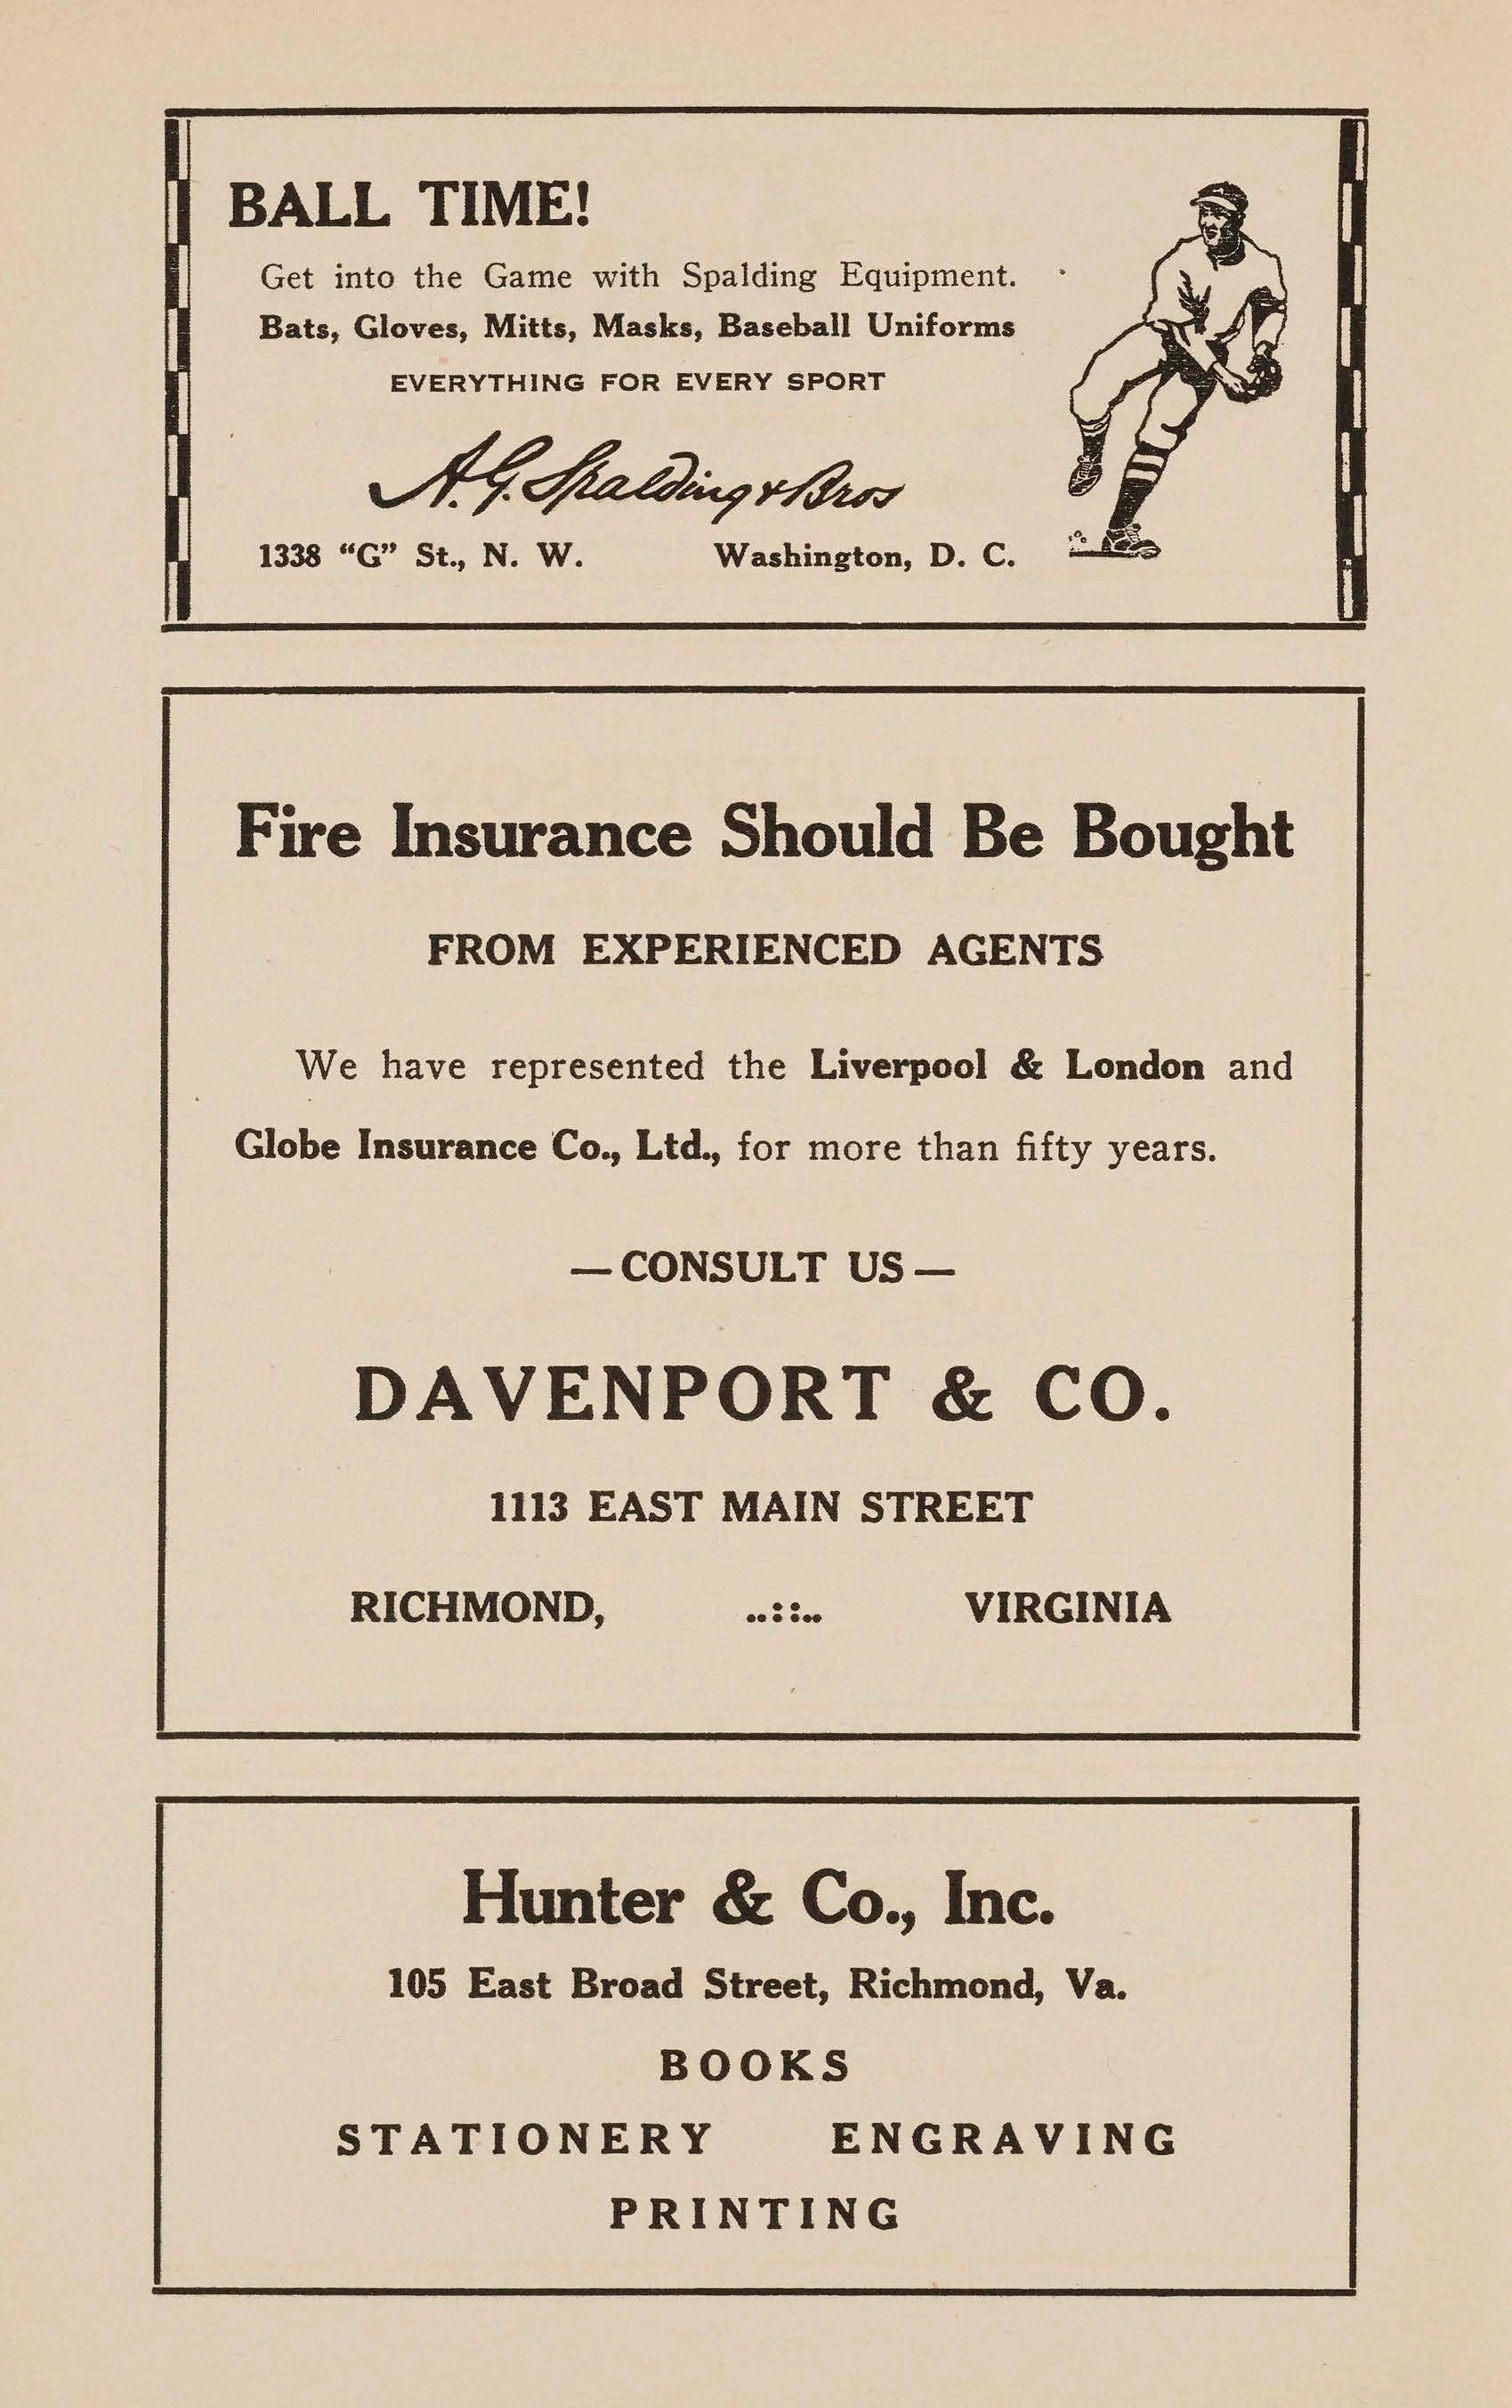 BALL TIME!
Get into the Game with Spalding Equipment.
Bats, Gloves, Mitts, Masks, Baseball Uniforms
EVERYTHING FOR EVERY SPORT
A. G. Spalding & Bros
1338 “G” St., N. W. Washington, D. C.
Fire Insurance Should Be Bought
FROM EXPERIENCED AGENTS
We have represented the Liverpool & London and
Globe Insurance Co., Ltd., for more than fifty years.
—CONSULT US—
DAVENPORT & CO.
1113 EAST MAIN STREET
RICHMOND, ..::.. VIRGINIA
Hunter & Co., Inc.
105 East Broad Street, Richmond, Va.
BOOKS
STATIONERY ENGRAVING
PRINTING